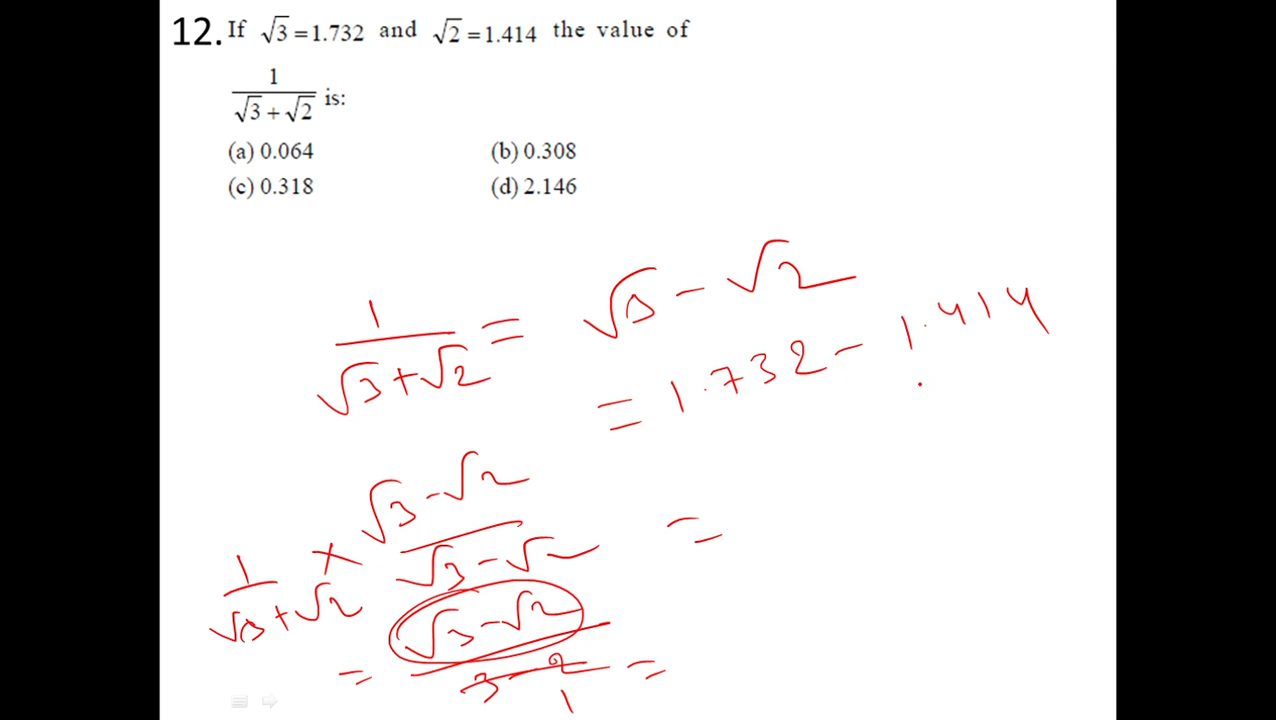 12. If √3 = 1.732 and √2 = 1.414 the value of
1/(√3 + √2) is:
(a) 0.064 (b) 0.308
(c) 0.318 (d) 2.146
1/(√3 + √2) = √3 - √2
= 1.732 - 1.414
1/(√3 + √2) × (√3 - √2)/(√3 - √2) =
= (√3 - √2)/(3 - 2) =
1